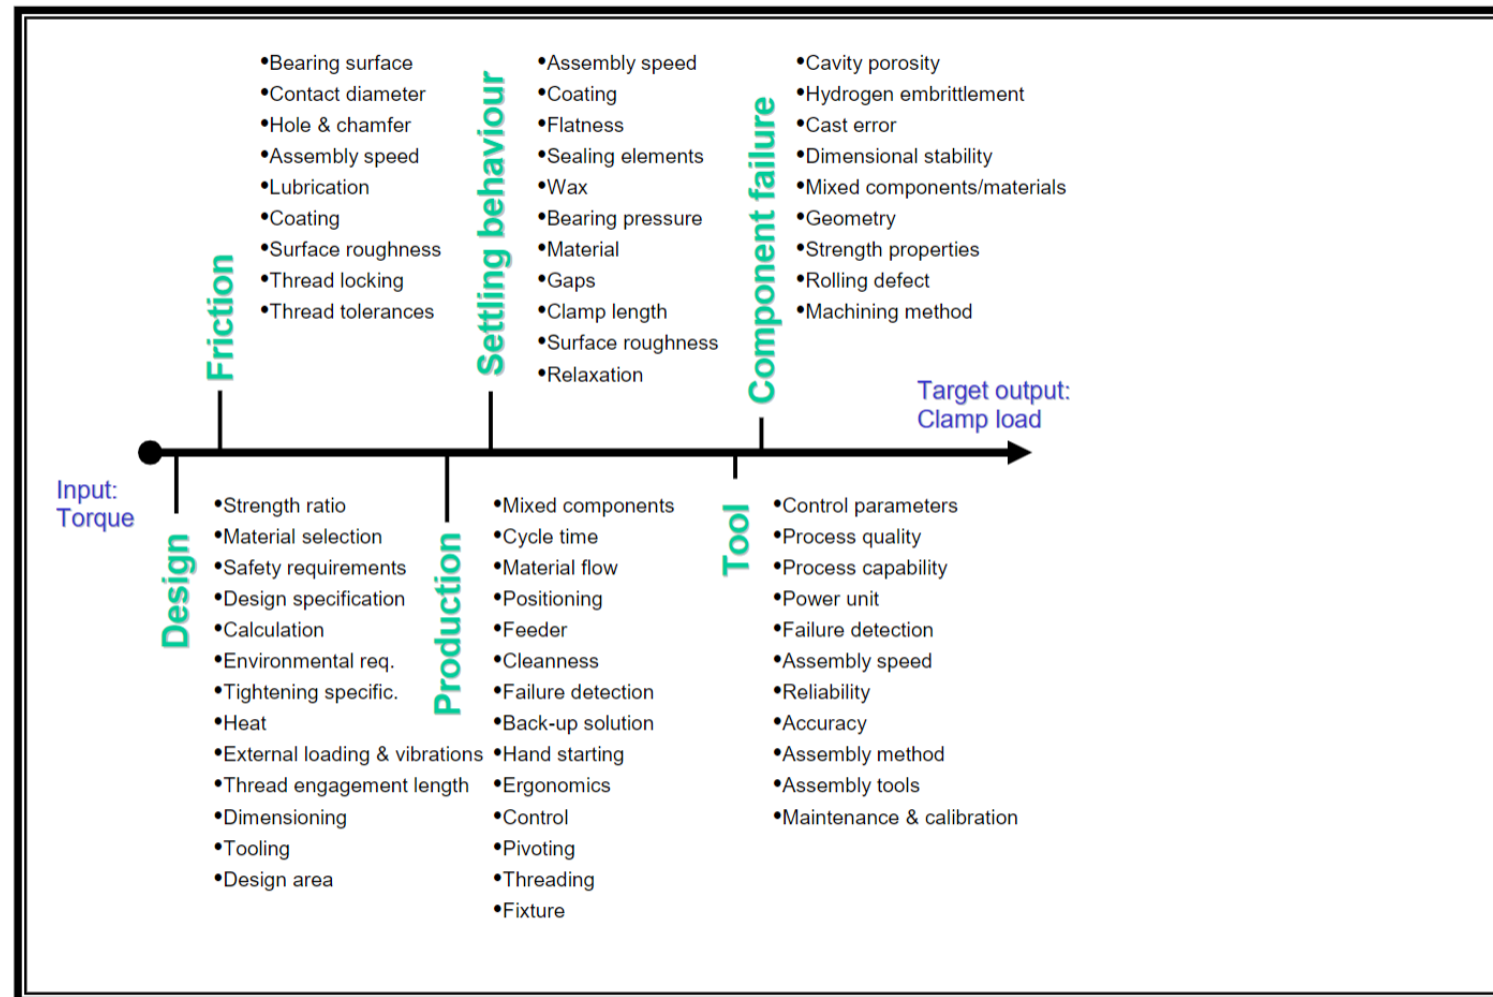 Friction
•Bearing surface
•Contact diameter
•Hole & chamfer
•Assembly speed
•Lubrication
•Coating
•Surface roughness
•Thread locking
•Thread tolerances
Settling behaviour
•Assembly speed
•Coating
•Flatness
•Sealing elements
•Wax
•Bearing pressure
•Material
•Gaps
•Clamp length
•Surface roughness
•Relaxation
Component failure
•Cavity porosity
•Hydrogen embrittlement
•Cast error
•Dimensional stability
•Mixed components/materials
•Geometry
•Strength properties
•Rolling defect
•Machining method
Target output:
Clamp load
Input:
Torque
Design
•Strength ratio
•Material selection
•Safety requirements
•Design specification
•Calculation
•Environmental req.
•Tightening specific.
•Heat
•External loading & vibrations
•Thread engagement length
•Dimensioning
•Tooling
•Design area
Production
•Mixed components
•Cycle time
•Material flow
•Positioning
•Feeder
•Cleanness
•Failure detection
•Back-up solution
•Hand starting
•Ergonomics
•Control
•Pivoting
•Threading
•Fixture
Tool
•Control parameters
•Process quality
•Process capability
•Power unit
•Failure detection
•Assembly speed
•Reliability
•Accuracy
•Assembly method
•Assembly tools
•Maintenance & calibration